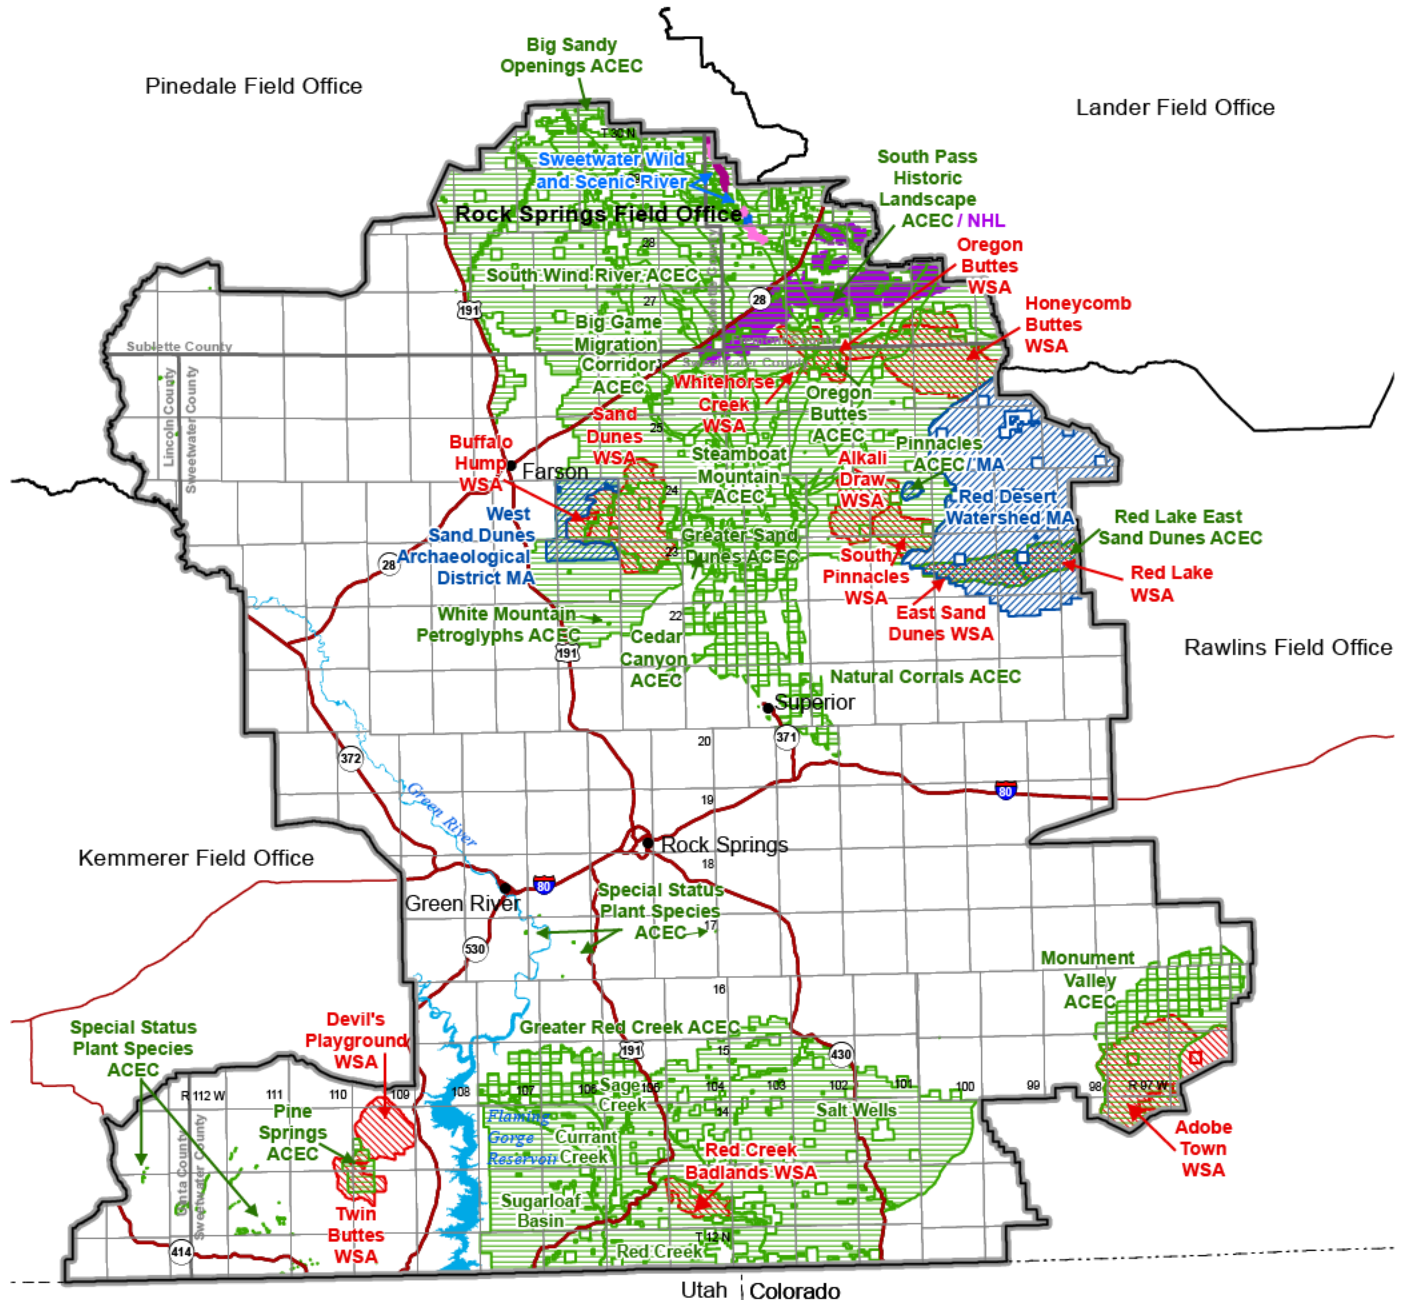 Big Sandy
Openings ACEC
Pinedale Field Office
Lander Field Office
T 30 N
South Pass
Historic
Landscape
ACEC / NHL
Sweetwater Wild
and Scenic River
Rock Springs Field Office
28
Oregon
Buttes
WSA
South Wind River ACEC
191
27
28
Honeycomb
Buttes
WSA
Big Game
Migration
Corridor
ACEC
Sublette County
Lincoln County
Sweetwater County
Whitehorse
Creek
WSA
Oregon
Buttes
ACEC
Sand
Dunes
WSA
25
Buffalo
Hump
WSA
Farson
Steamboat
Mountain
ACEC
Alkali
Draw
WSA
Pinnacles
ACEC / MA
24
Red Desert
Watershed MA
West
Sand Dunes
Archaeological
District MA
Greater Sand
Dunes ACEC
23
Red Lake East
Sand Dunes ACEC
28
South
Pinnacles
WSA
Red Lake
WSA
East Sand
Dunes WSA
White Mountain
Petroglyphs ACEC
22
Cedar
Canyon
ACEC
191
Rawlins Field Office
Natural Corrals ACEC
Superior
371
20
372
Green River
19
80
Kemmerer Field Office
Rock Springs
18
80
Green River
Special Status
Plant Species
ACEC
17
530
Monument
Valley
ACEC
16
Greater Red Creek ACEC
Devil's
Playground
WSA
Special Status
Plant Species
ACEC
191
15
430
R 112 W
111
110
109
108
107
106
105
104
103
102
101
100
99
98
R 97 W
Sage
Creek
14
Salt Wells
Pine
Springs
ACEC
Flaming
Gorge
Reservoir
Currant
Creek
Adobe
Town
WSA
Red Creek
Badlands WSA
Uinta County
Sweetwater County
Sugarloaf
Basin
Twin
Buttes
WSA
T 12 N
Red Creek
414
Utah
Colorado